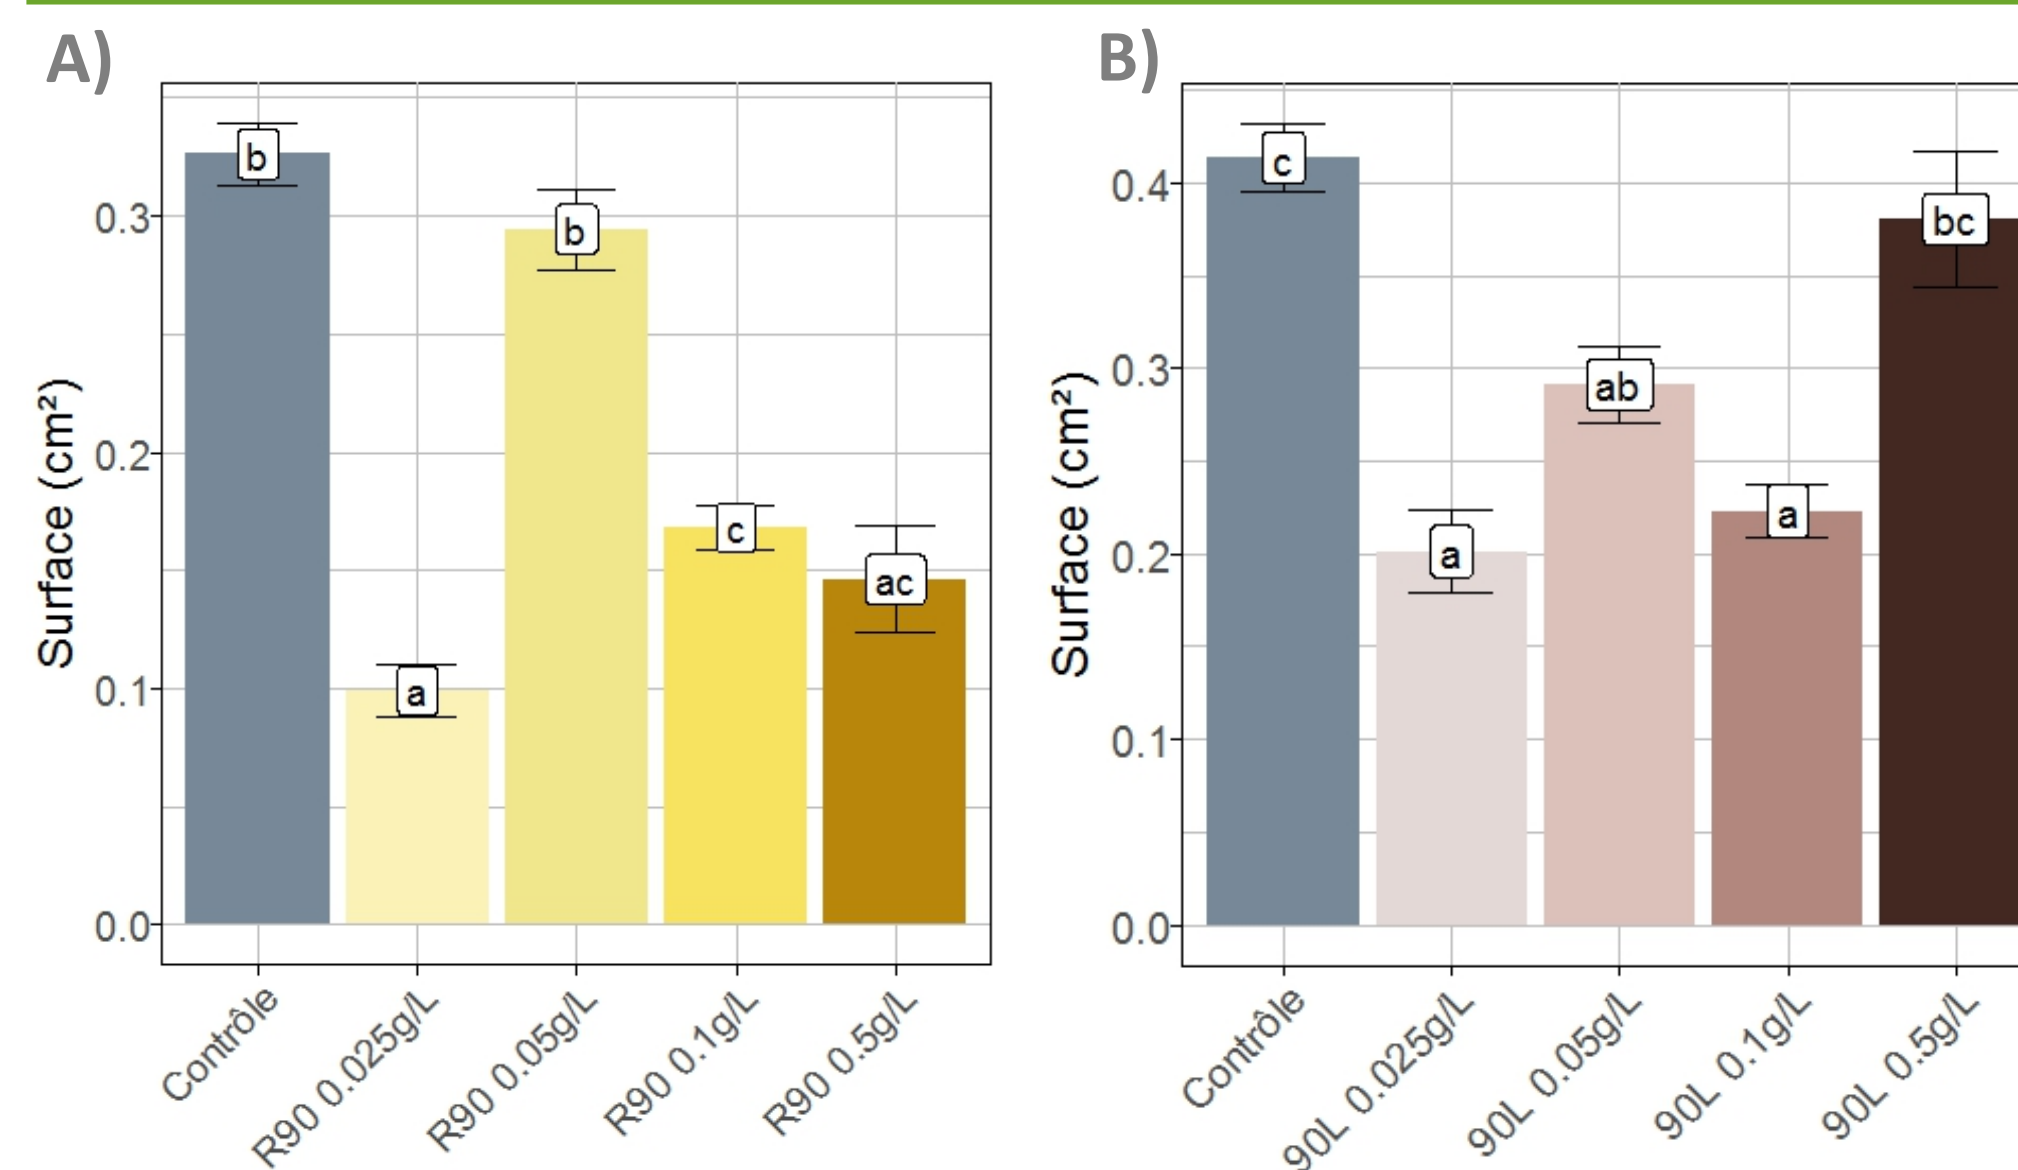 A)
Surface (cm²)
0.3
0.2
0.1
0.0
b
a
b
c
ac
Contrôle
R90 0.025g/L
R90 0.05g/L
R90 0.1g/L
R90 0.5g/L
B)
Surface (cm²)
0.4
0.3
0.2
0.1
0.0
c
a
ab
a
bc
Contrôle
90L 0.025g/L
90L 0.05g/L
90L 0.1g/L
90L 0.5g/L